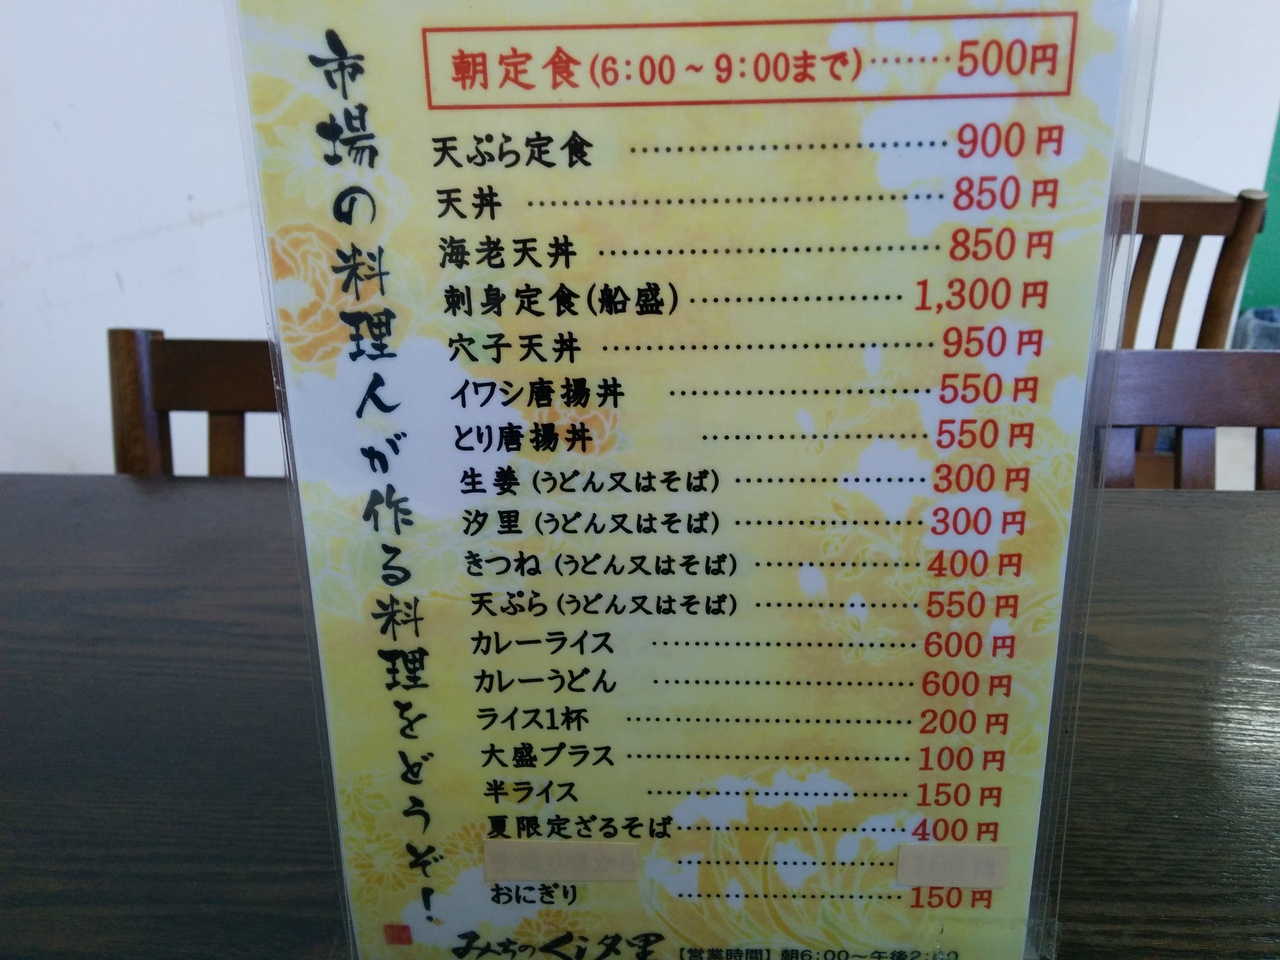 市場の料理人が作る料理をどうぞ！
朝定食(6:00～9:00まで)‥‥‥500円
天ぷら定食 ‥‥‥‥‥‥ 900円
天丼 ‥‥‥‥‥‥ 850円
海老天丼 ‥‥‥‥‥‥ 850円
刺身定食(船盛) ‥‥‥‥‥‥ 1,300円
穴子天丼 ‥‥‥‥‥‥ 950円
イワシ唐揚丼 ‥‥‥‥‥‥ 550円
とり唐揚丼 ‥‥‥‥‥‥ 550円
生姜(うどん又はそば) ‥‥‥‥‥‥ 300円
汐里(うどん又はそば) ‥‥‥‥‥‥ 300円
きつね(うどん又はそば) ‥‥‥‥‥‥ 400円
天ぷら(うどん又はそば) ‥‥‥‥‥‥ 550円
カレーライス ‥‥‥‥‥‥ 600円
カレーうどん ‥‥‥‥‥‥ 600円
ライス1杯 ‥‥‥‥‥‥ 200円
大盛プラス ‥‥‥‥‥‥ 100円
半ライス ‥‥‥‥‥‥ 150円
夏限定ざるそば ‥‥‥‥‥‥ 400円
おにぎり ‥‥‥‥‥‥ 150円
【営業時間】朝6:00～午後2: